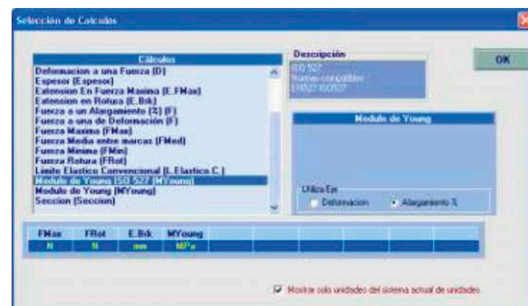 Selección de Calculos
Cálculos
Deformacion a una Fuerza (D)
Espesor (Espesor)
Extension En Fuerza Maxima (E.FMax)
Extension en Rotura (E.Brk)
Fuerza a un Alargamiento (%) (F)
Fuerza a una de Deformación (F)
Fuerza Maxima (FMax)
Fuerza Media entre marcas (FMed)
Fuerza Minima (FMin)
Fuerza Rotura (FRot)
Limite Elastico Convencional (L.Elastico C.)
Modulo de Young ISO 527 (MYoung)
Modulo de Young (MYoung)
Seccion (Seccion)
Descripción
ISO 527
Normas compatibles
EN527 ISO527
OK
Modulo de Young
Utiliza Eje
Deformacion
Alargamiento %
FMax FRot E.Brk MYoung
N N mm MPa
Mostrar solo unidades del sistema actual de unidades